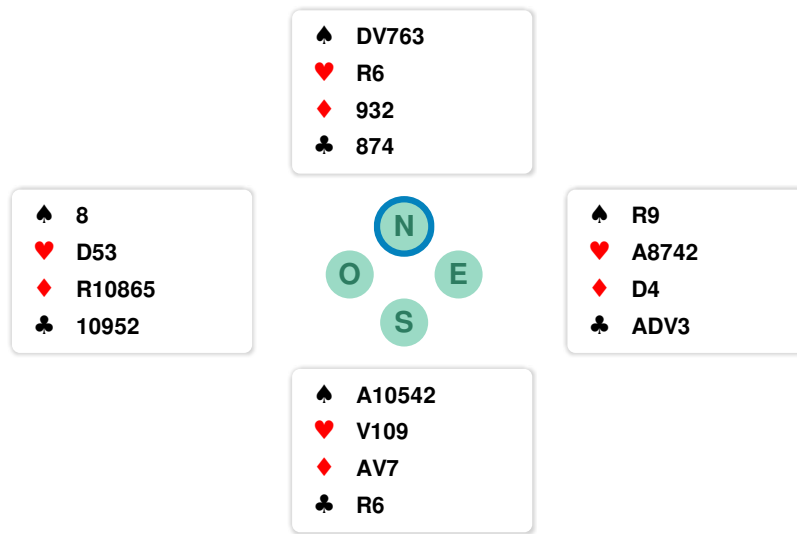 ♠ DV763
♥ R6
♦ 932
♣ 874
♠ 8
♥ D53
♦ R10865
♣ 10952
N
O E
S
♠ R9
♥ A8742
♦ D4
♣ ADV3
♠ A10542
♥ V109
♦ AV7
♣ R6